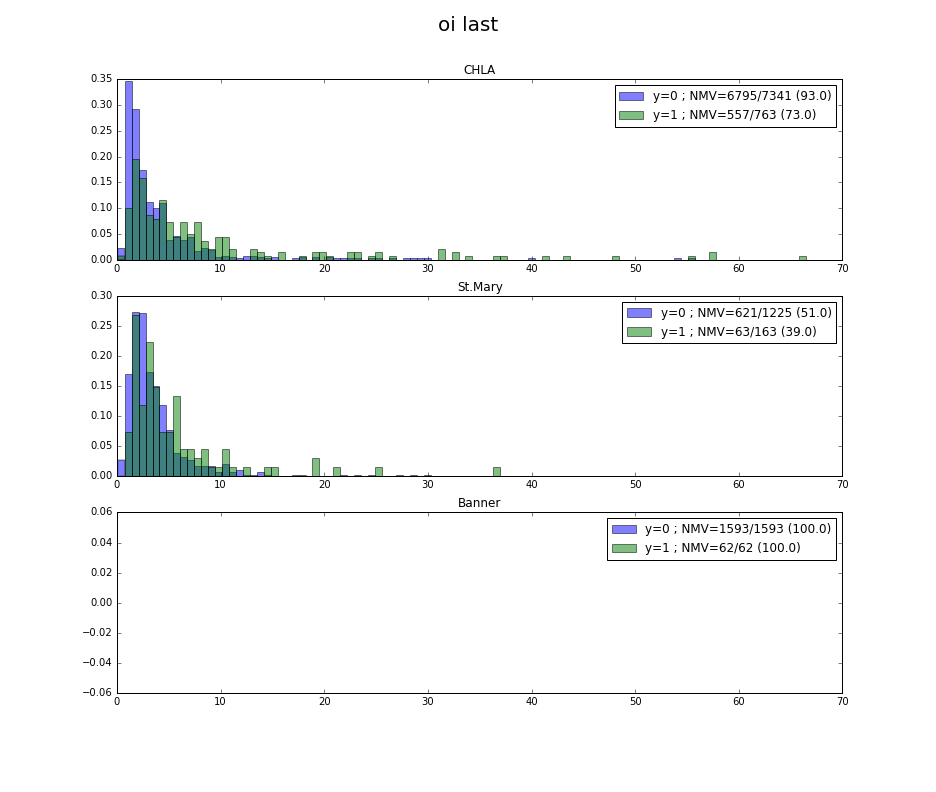 oi last
CHLA
0.35
0.30
0.25
0.20
0.15
0.10
0.05
0.00
y=0 ; NMV=6795/7341 (93.0)
y=1 ; NMV=557/763 (73.0)
0 10 20 30 40 50 60 70
St.Mary
0.30
0.25
0.20
0.15
0.10
0.05
0.00
y=0 ; NMV=621/1225 (51.0)
y=1 ; NMV=63/163 (39.0)
0 10 20 30 40 50 60 70
Banner
0.06
0.04
0.02
0.00
−0.02
−0.04
−0.06
y=0 ; NMV=1593/1593 (100.0)
y=1 ; NMV=62/62 (100.0)
0 10 20 30 40 50 60 70